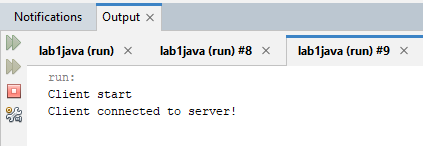 Notifications Output
lab1java (run) lab1java (run) #8 lab1java (run) #9
run:
Client start
Client connected to server!